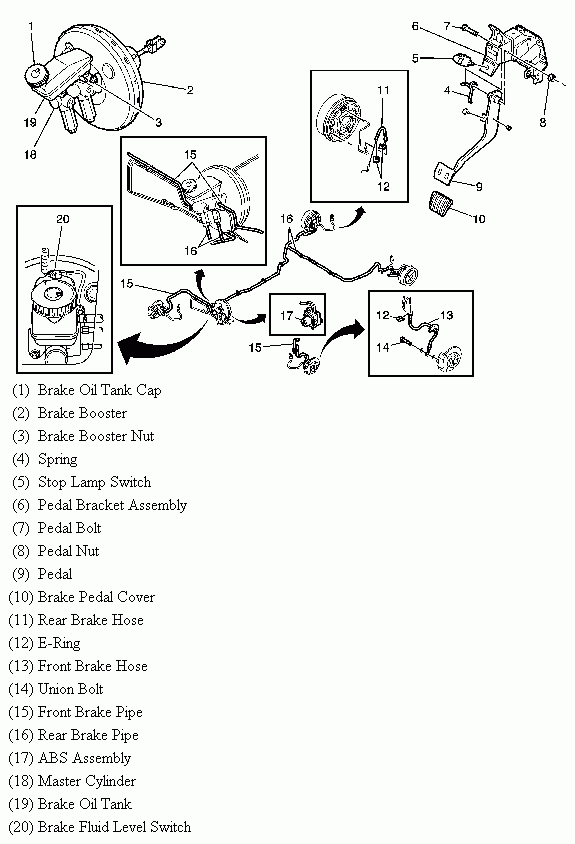 1
2
3
19
18
7
6
5
4
8
9
10
11
12
15
16
20
16
15
17
15
12
13
14
(1) Brake Oil Tank Cap
(2) Brake Booster
(3) Brake Booster Nut
(4) Spring
(5) Stop Lamp Switch
(6) Pedal Bracket Assembly
(7) Pedal Bolt
(8) Pedal Nut
(9) Pedal
(10) Brake Pedal Cover
(11) Rear Brake Hose
(12) E-Ring
(13) Front Brake Hose
(14) Union Bolt
(15) Front Brake Pipe
(16) Rear Brake Pipe
(17) ABS Assembly
(18) Master Cylinder
(19) Brake Oil Tank
(20) Brake Fluid Level Switch